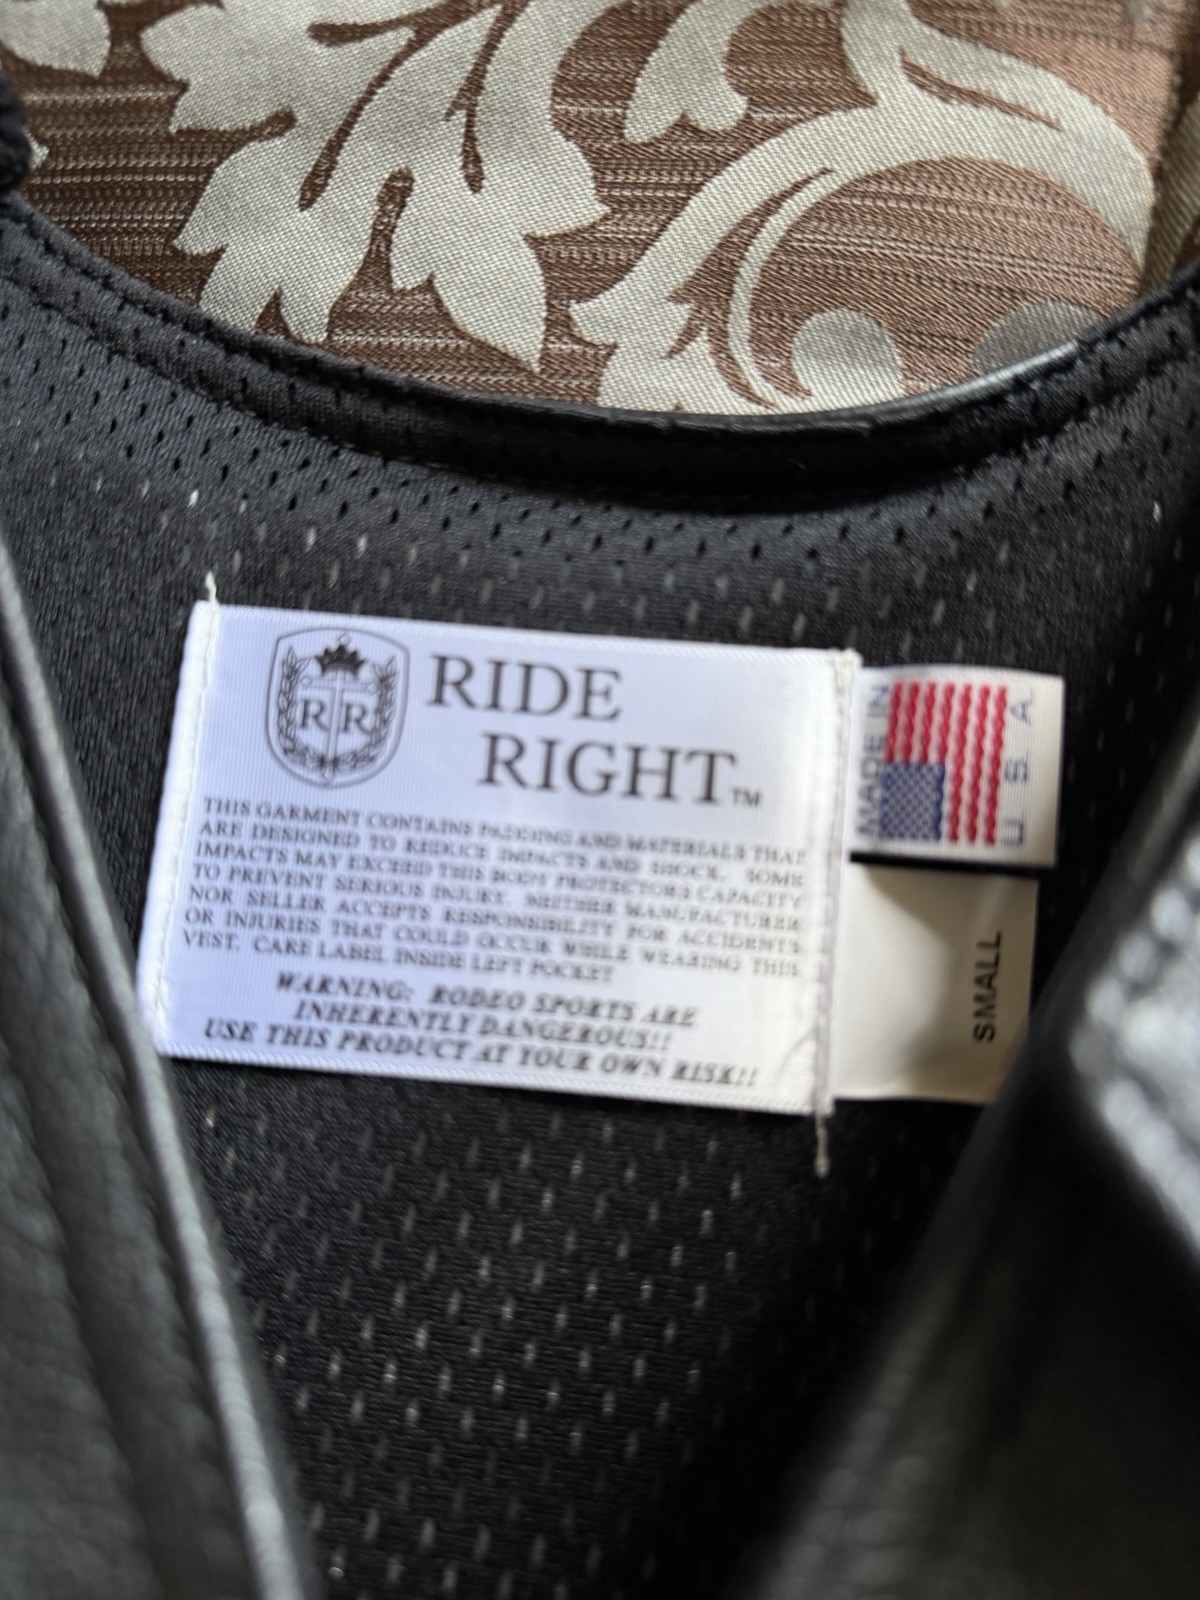 R R
RIDE
RIGHT™
THIS GARMENT CONTAINS PADDING AND MATERIALS THAT
ARE DESIGNED TO REDUCE IMPACTS AND SHOCK. SOME
IMPACTS MAY EXCEED THIS BODY PROTECTORS CAPACITY
TO PREVENT SERIOUS INJURY. NEITHER MANUFACTURER
NOR SELLER ACCEPTS RESPONSIBILITY FOR ACCIDENTS
OR INJURIES THAT COULD OCCUR WHILE WEARING THIS
VEST. CARE LABEL INSIDE LEFT POCKET
WARNING: RODEO SPORTS ARE
INHERENTLY DANGEROUS!!
USE THIS PRODUCT AT YOUR OWN RISK!!
MADE IN
U S A
SMALL